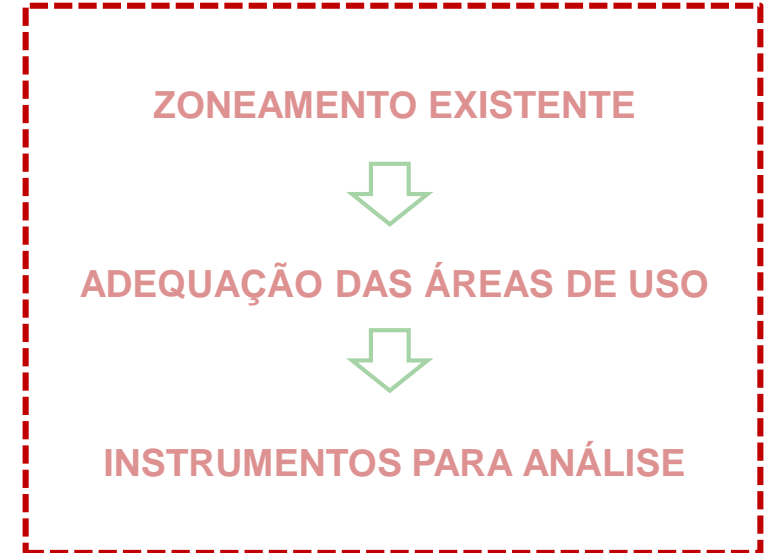 ZONEAMENTO EXISTENTE
ADEQUAÇÃO DAS ÁREAS DE USO
INSTRUMENTOS PARA ANÁLISE